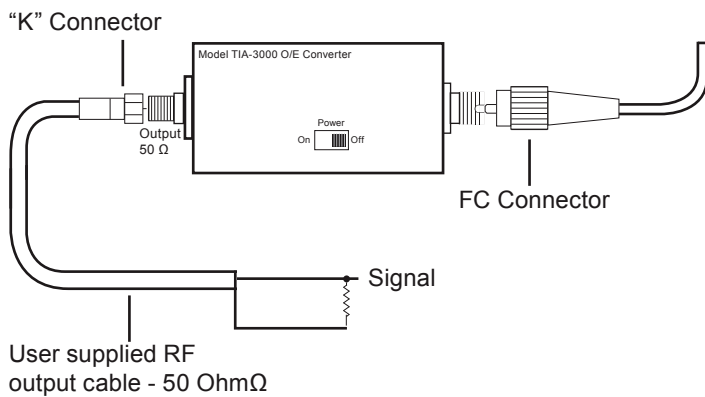 “K” Connector
Model TIA-3000 O/E Converter
Output
50 Ω
Power
On
Off
FC Connector
Signal
User supplied RF
output cable - 50 OhmΩ